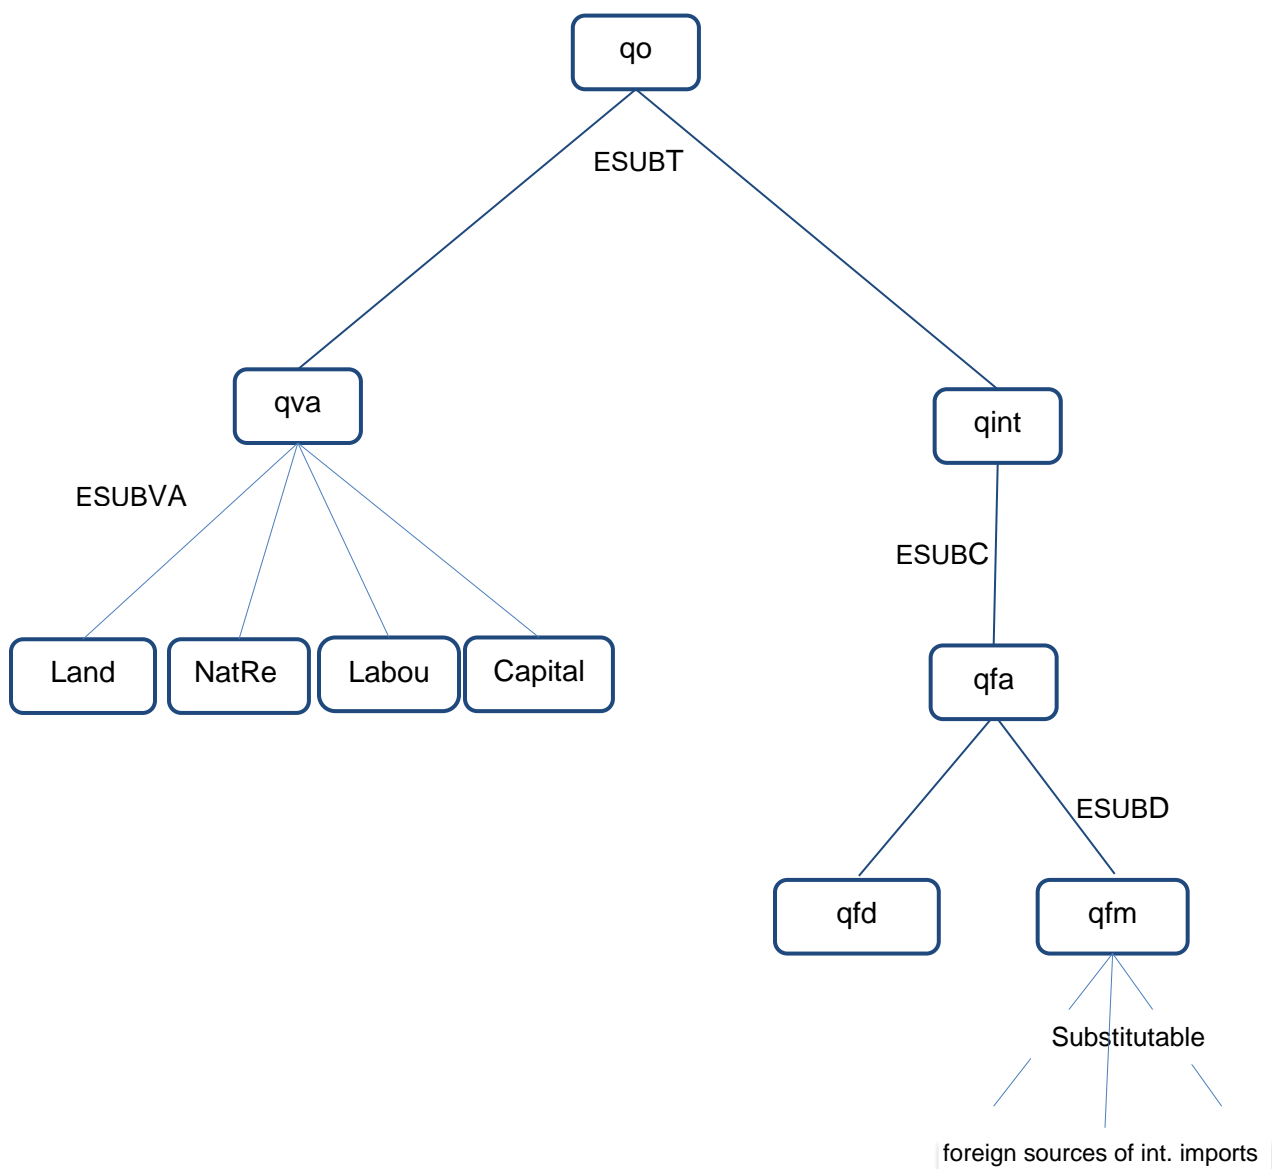 qo
ESUBT
qva
qint
ESUBVA
ESUBC
Land
NatRe
Labou
Capital
qfa
ESUBD
qfd
qfm
Substitutable
foreign sources of int. imports